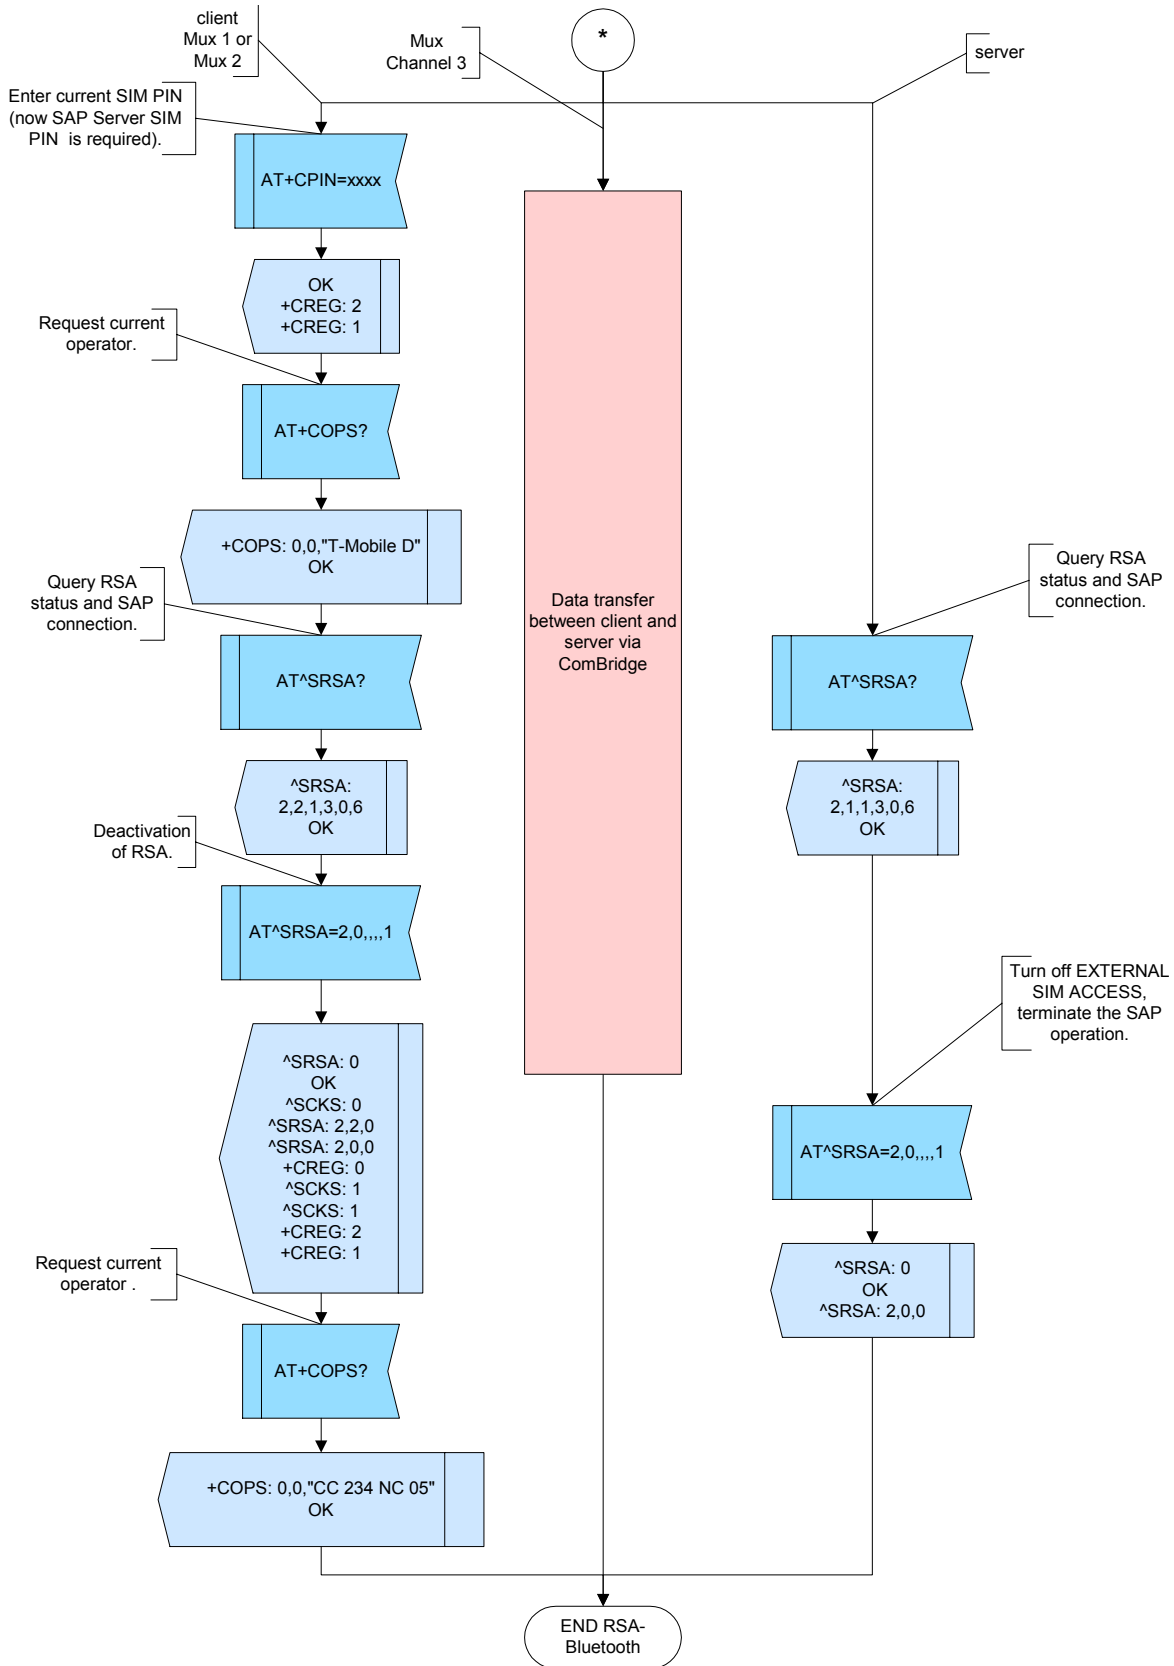 client
Mux 1 or
Mux 2
Mux
Channel 3
*
server
Enter current SIM PIN
(now SAP Server SIM
PIN is required).
AT+CPIN=xxxx
OK
+CREG: 2
+CREG: 1
Request current
operator.
AT+COPS?
+COPS: 0,0,"T-Mobile D"
OK
Query RSA
status and SAP
connection.
AT^SRSA?
^SRSA:
2,2,1,3,0,6
OK
Deactivation
of RSA.
AT^SRSA=2,0,,,,1
^SRSA: 0
OK
^SCKS: 0
^SRSA: 2,2,0
^SRSA: 2,0,0
+CREG: 0
^SCKS: 1
^SCKS: 1
+CREG: 2
+CREG: 1
Request current
operator .
AT+COPS?
+COPS: 0,0,"CC 234 NC 05"
OK
Data transfer
between client and
server via
ComBridge
Query RSA
status and SAP
connection.
AT^SRSA?
^SRSA:
2,1,1,3,0,6
OK
Turn off EXTERNAL
SIM ACCESS,
terminate the SAP
operation.
AT^SRSA=2,0,,,,1
^SRSA: 0
OK
^SRSA: 2,0,0
END RSA-
Bluetooth